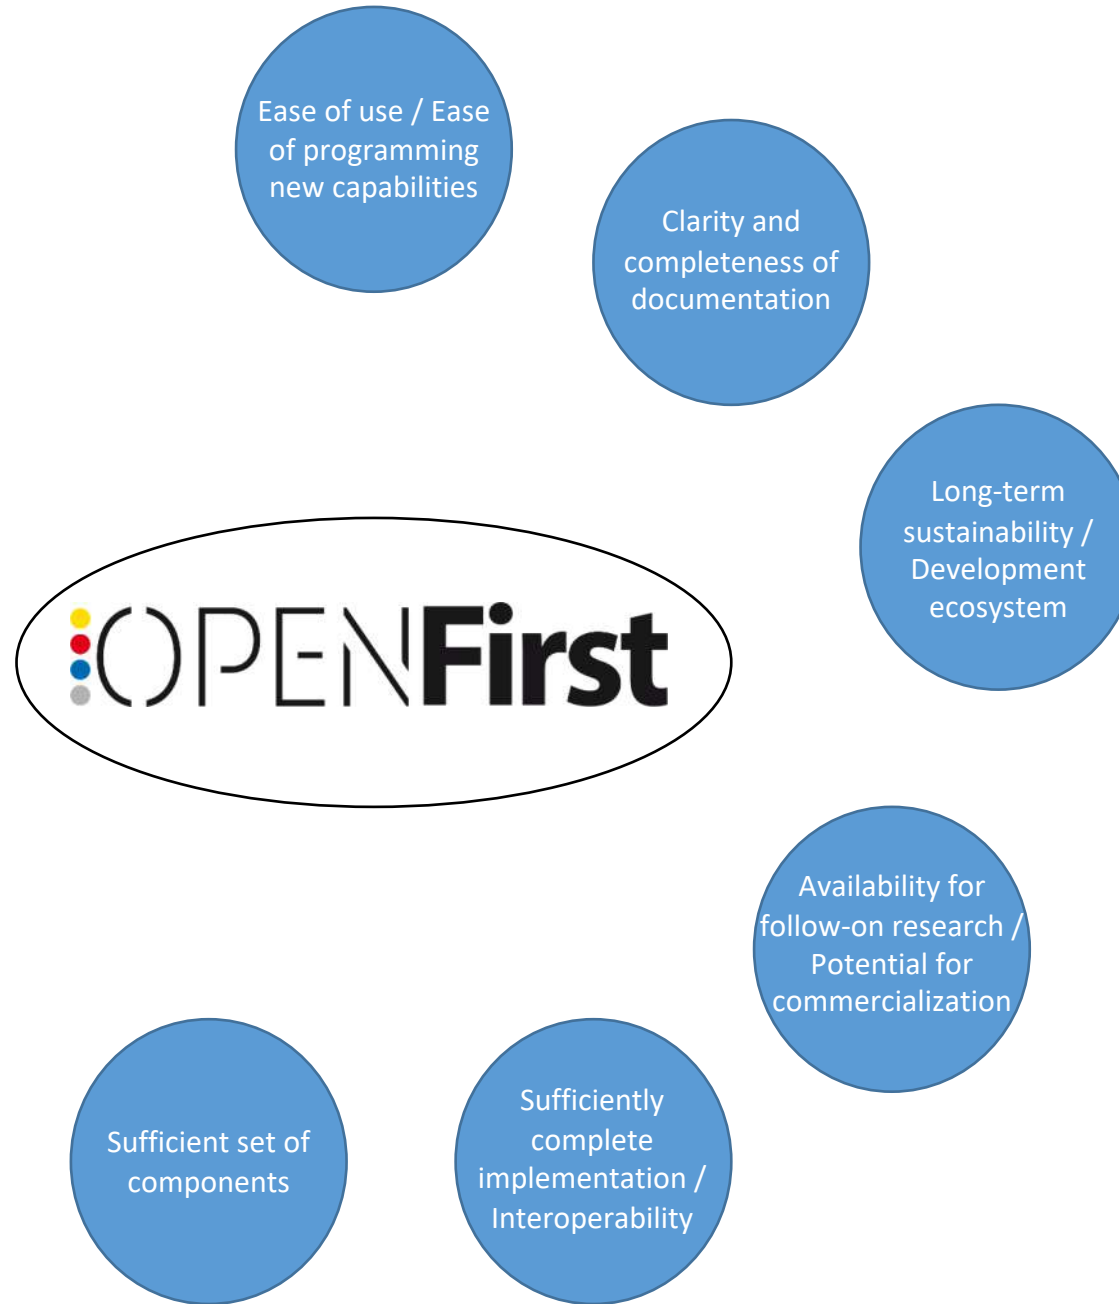 Ease of use / Ease
of programming
new capabilities
Clarity and
completeness of
documentation
Long-term
sustainability /
Development
ecosystem
OPENFirst
Availability for
follow-on research /
Potential for
commercialization
Sufficiently
complete
implementation /
Interoperability
Sufficient set of
components